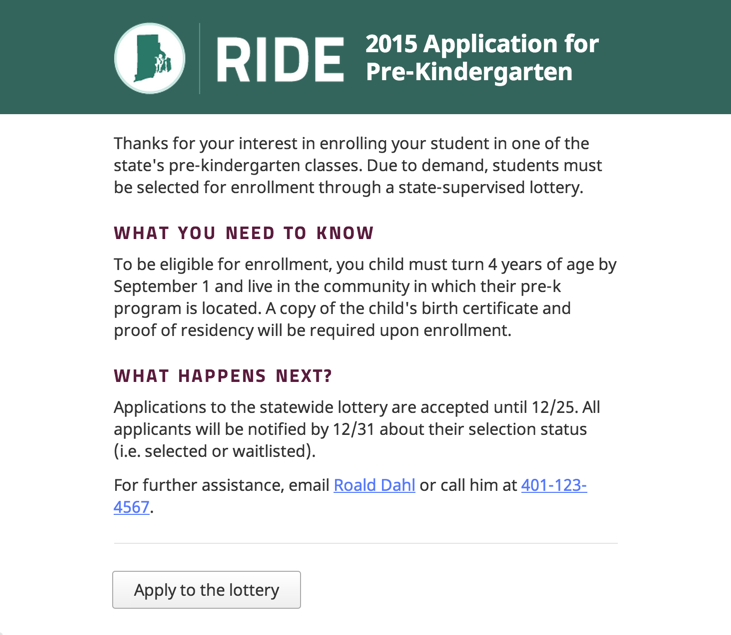 RIDE
2015 Application for
Pre-Kindergarten
Thanks for your interest in enrolling your student in one of the
state's pre-kindergarten classes. Due to demand, students must
be selected for enrollment through a state-supervised lottery.
WHAT YOU NEED TO KNOW
To be eligible for enrollment, you child must turn 4 years of age by
September 1 and live in the community in which their pre-k
program is located. A copy of the child's birth certificate and
proof of residency will be required upon enrollment.
WHAT HAPPENS NEXT?
Applications to the statewide lottery are accepted until 12/25. All
applicants will be notified by 12/31 about their selection status
(i.e. selected or waitlisted).
For further assistance, email Roald Dahl or call him at 401-123-
4567.
Apply to the lottery